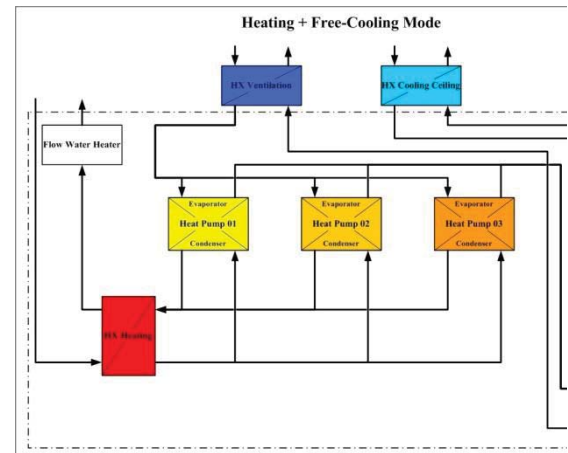 Heating + Free-Cooling Mode
HX Ventilation
HX Cooling Ceiling
Flow Water Heater
Evaporator
Heat Pump 01
Condenser
Evaporator
Heat Pump 02
Condenser
Evaporator
Heat Pump 03
Condenser
HX Heating